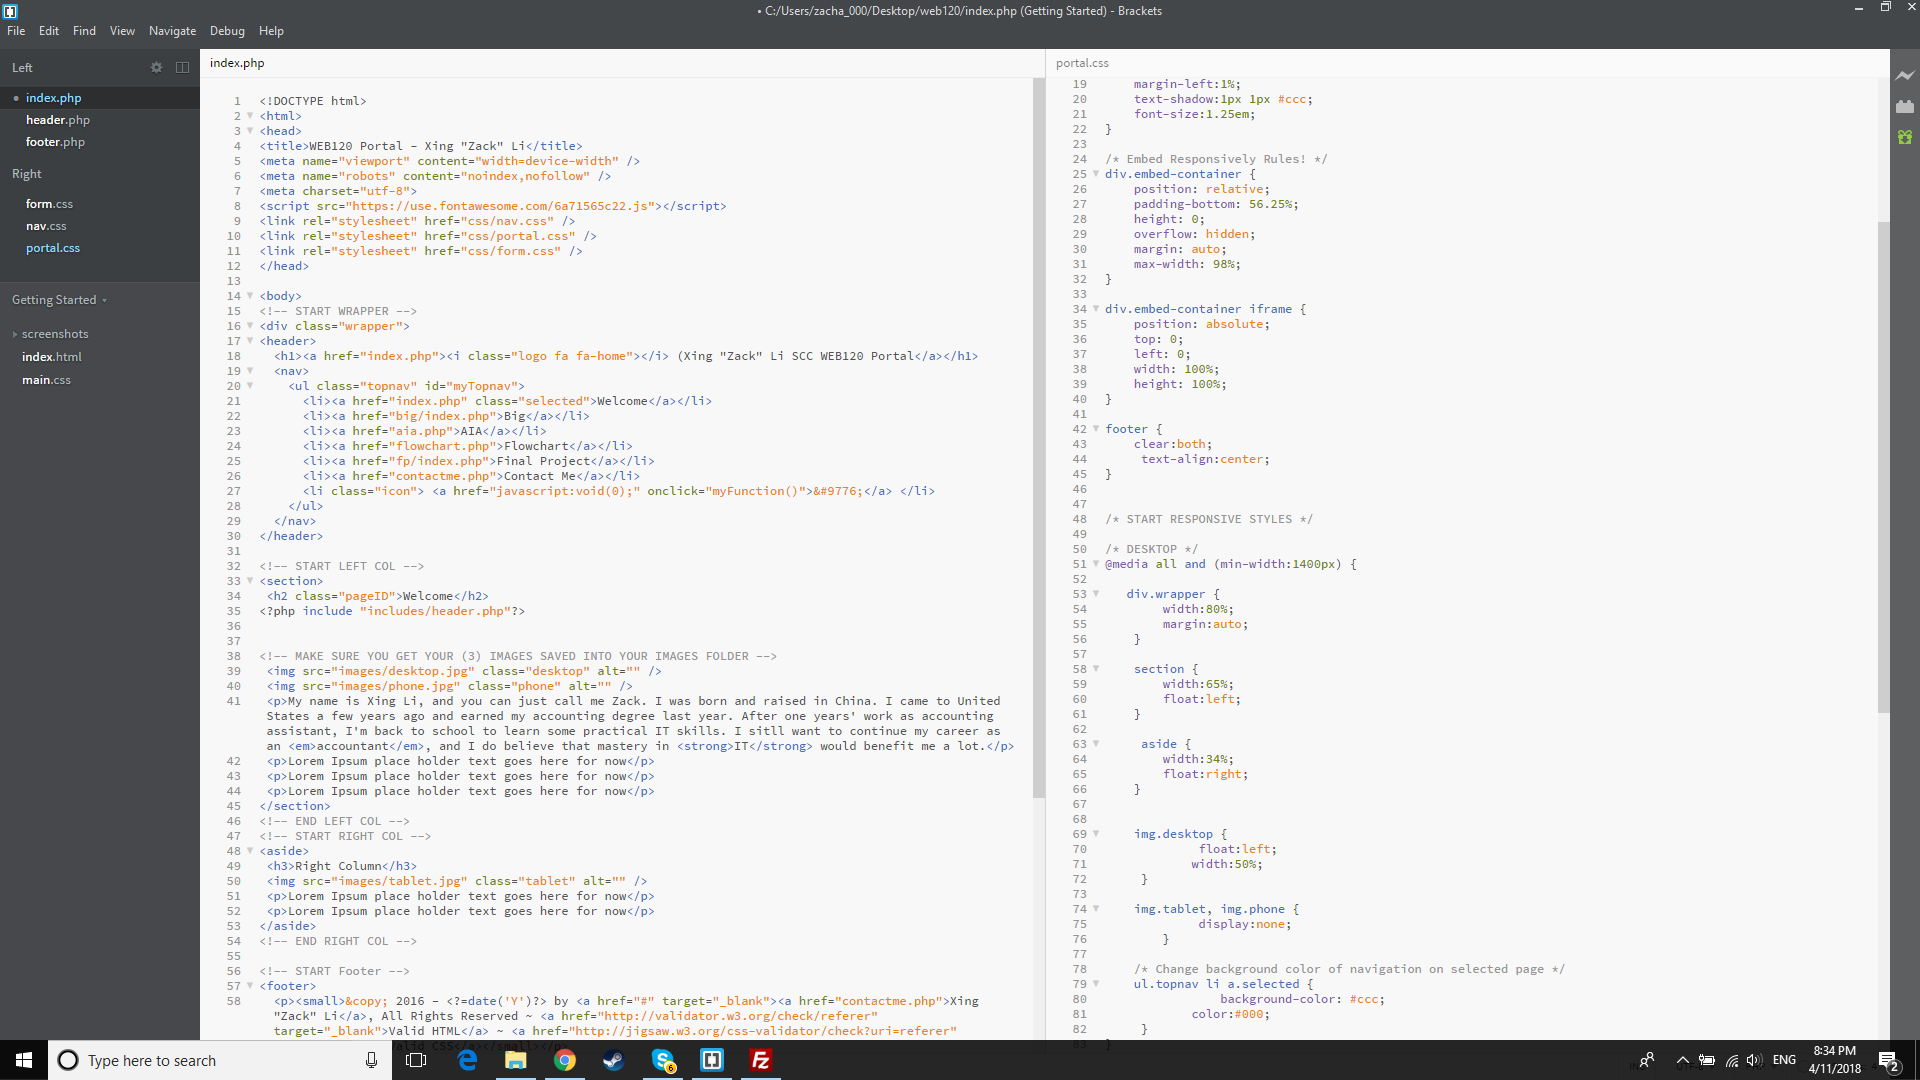 • C:/Users/zacha_000/Desktop/web120/index.php (Getting Started) - Brackets
File Edit Find View Navigate Debug Help
Left
index.php
header.php
footer.php
Right
form.css
nav.css
portal.css
Getting Started
screenshots
index.html
main.css
index.php
1 <!DOCTYPE html>
2 <html>
3 <head>
4 <title>WEB120 Portal - Xing "Zack" Li</title>
5 <meta name="viewport" content="width=device-width" />
6 <meta name="robots" content="noindex,nofollow" />
7 <meta charset="utf-8">
8 <script src="https://use.fontawesome.com/6a71565c22.js"></script>
9 <link rel="stylesheet" href="css/nav.css" />
10 <link rel="stylesheet" href="css/portal.css" />
11 <link rel="stylesheet" href="css/form.css" />
12 </head>
13
14 <body>
15 <!-- START WRAPPER -->
16 <div class="wrapper">
17 <header>
18 <h1><a href="index.php"><i class="logo fa fa-home"></i> (Xing "Zack" Li SCC WEB120 Portal</a></h1>
19 <nav>
20 <ul class="topnav" id="myTopnav">
21 <li><a href="index.php" class="selected">Welcome</a></li>
22 <li><a href="big/index.php">Big</a></li>
23 <li><a href="aia.php">AIA</a></li>
24 <li><a href="flowchart.php">Flowchart</a></li>
25 <li><a href="fp/index.php">Final Project</a></li>
26 <li><a href="contactme.php">Contact Me</a></li>
27 <li class="icon"> <a href="javascript:void(0);" onclick="myFunction()">&#9776;</a> </li>
28 </ul>
29 </nav>
30 </header>
31
32 <!-- START LEFT COL -->
33 <section>
34 <h2 class="pageID">Welcome</h2>
35 <?php include "includes/header.php"?>
36
37
38 <!-- MAKE SURE YOU GET YOUR (3) IMAGES SAVED INTO YOUR IMAGES FOLDER -->
39 <img src="images/desktop.jpg" class="desktop" alt="" />
40 <img src="images/phone.jpg" class="phone" alt="" />
41 <p>My name is Xing Li, and you can just call me Zack. I was born and raised in China. I came to United
States a few years ago and earned my accounting degree last year. After one years' work as accounting
assistant, I'm back to school to learn some practical IT skills. I sitll want to continue my career as
an <em>accountant</em>, and I do believe that mastery in <strong>IT</strong> would benefit me a lot.</p>
42 <p>Lorem Ipsum place holder text goes here for now</p>
43 <p>Lorem Ipsum place holder text goes here for now</p>
44 <p>Lorem Ipsum place holder text goes here for now</p>
45 </section>
46 <!-- END LEFT COL -->
47 <!-- START RIGHT COL -->
48 <aside>
49 <h3>Right Column</h3>
50 <img src="images/tablet.jpg" class="tablet" alt="" />
51 <p>Lorem Ipsum place holder text goes here for now</p>
52 <p>Lorem Ipsum place holder text goes here for now</p>
53 </aside>
54 <!-- END RIGHT COL -->
55
56 <!-- START Footer -->
57 <footer>
58 <p><small>&copy; 2016 - <?=date('Y')?> by <a href="#" target="_blank"><a href="contactme.php">Xing
"Zack" Li</a>, All Rights Reserved ~ <a href="http://validator.w3.org/check/referer"
target="_blank">Valid HTML</a> ~ <a href="http://jigsaw.w3.org/css-validator/check?uri=referer"
portal.css
19 margin-left:1%;
20 text-shadow:1px 1px #ccc;
21 font-size:1.25em;
22 }
23
24 /* Embed Responsively Rules! */
25 div.embed-container {
26 position: relative;
27 padding-bottom: 56.25%;
28 height: 0;
29 overflow: hidden;
30 margin: auto;
31 max-width: 98%;
32 }
33
34 div.embed-container iframe {
35 position: absolute;
36 top: 0;
37 left: 0;
38 width: 100%;
39 height: 100%;
40 }
41
42 footer {
43 clear:both;
44 text-align:center;
45 }
46
47
48 /* START RESPONSIVE STYLES */
49
50 /* DESKTOP */
51 @media all and (min-width:1400px) {
52
53 div.wrapper {
54 width:80%;
55 margin:auto;
56 }
57
58 section {
59 width:65%;
60 float:left;
61 }
62
63 aside {
64 width:34%;
65 float:right;
66 }
67
68
69 img.desktop {
70 float:left;
71 width:50%;
72 }
73
74 img.tablet, img.phone {
75 display:none;
76 }
77
78 /* Change background color of navigation on selected page */
79 ul.topnav li a.selected {
80 background-color: #ccc;
81 color:#000;
82 }
Type here to search
6
ENG
8:34 PM
4/11/2018
2